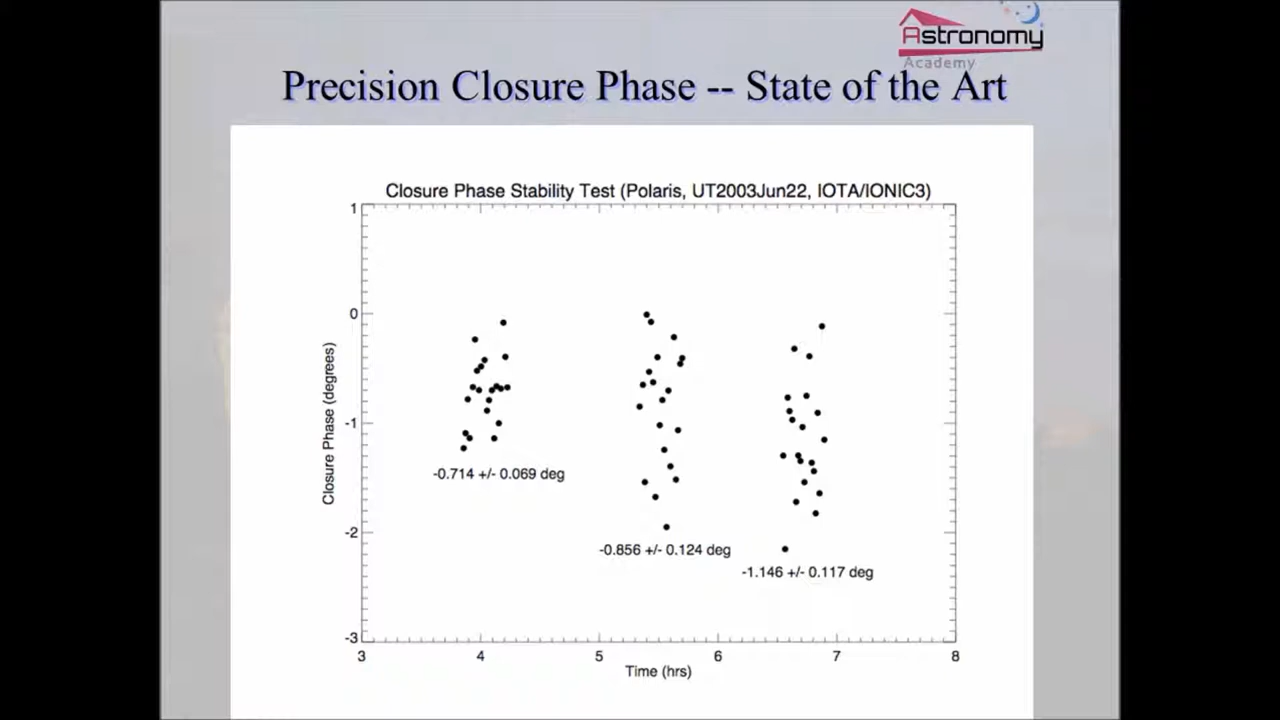 Astronomy
Academy
Precision Closure Phase -- State of the Art
Closure Phase Stability Test (Polaris, UT2003Jun22, IOTA/IONIC3)
1
0
-1
-2
-3
Closure Phase (degrees)
-0.714 +/- 0.069 deg
-0.856 +/- 0.124 deg
-1.146 +/- 0.117 deg
3 4 5 6 7 8
Time (hrs)